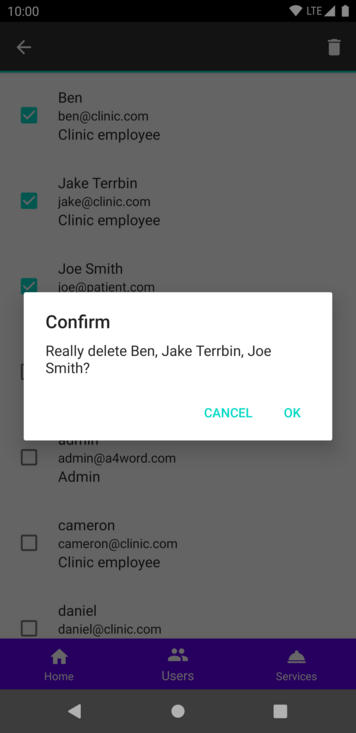 10:00
LTE
Ben
ben@clinic.com
Clinic employee
Jake Terrbin
jake@clinic.com
Clinic employee
Joe Smith
joe@patient.com
Confirm
Really delete Ben, Jake Terrbin, Joe
Smith?
CANCEL
OK
admin
admin@a4word.com
Admin
cameron
cameron@clinic.com
Clinic employee
daniel
daniel@clinic.com
Home
Users
Services